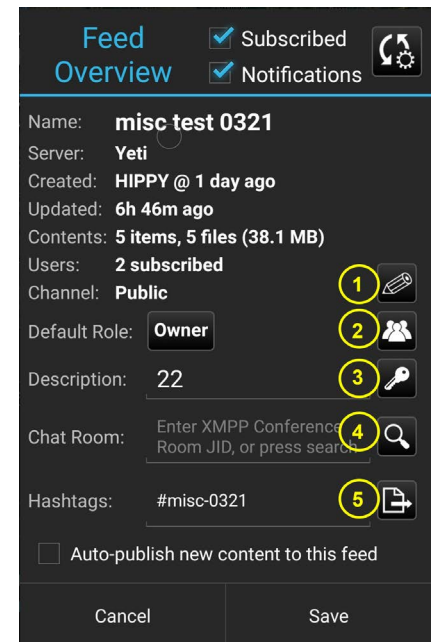 Feed Overview
Subscribed
Notifications
Name: misc test 0321
Server: Yeti
Created: HIPPY @ 1 day ago
Updated: 6h 46m ago
Contents: 5 items, 5 files (38.1 MB)
Users: 2 subscribed
1
Channel: Public
Default Role: Owner
2
Description: 22
3
Chat Room:
Enter XMPP Conference
Room JID, or press search
4
Hashtags: #misc-0321
5
Auto-publish new content to this feed
Cancel Save